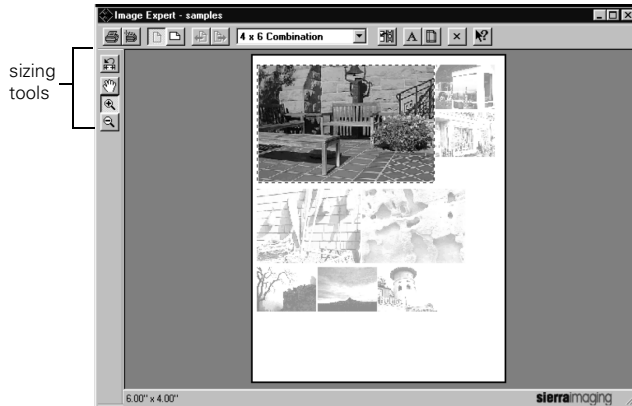 Image Expert - samples
4 x 6 Combination
A
sizing
tools
6.00" x 4.00"
sierraimaging